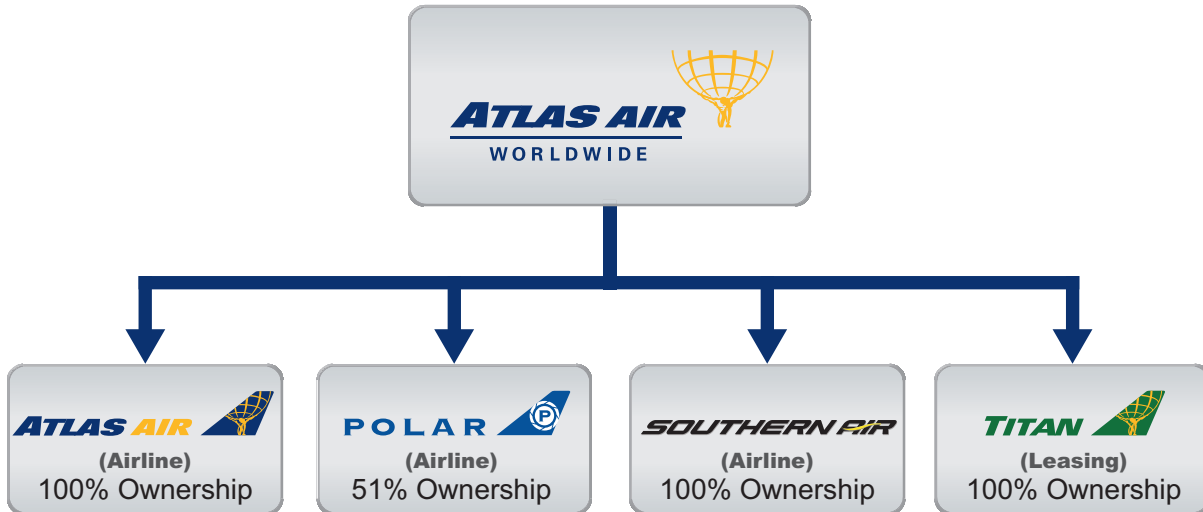 ATLAS AIR
WORLDWIDE
ATLAS AIR
(Airline)
100% Ownership
POLAR P
(Airline)
51% Ownership
SOUTHERN AIR
(Airline)
100% Ownership
TITAN
(Leasing)
100% Ownership